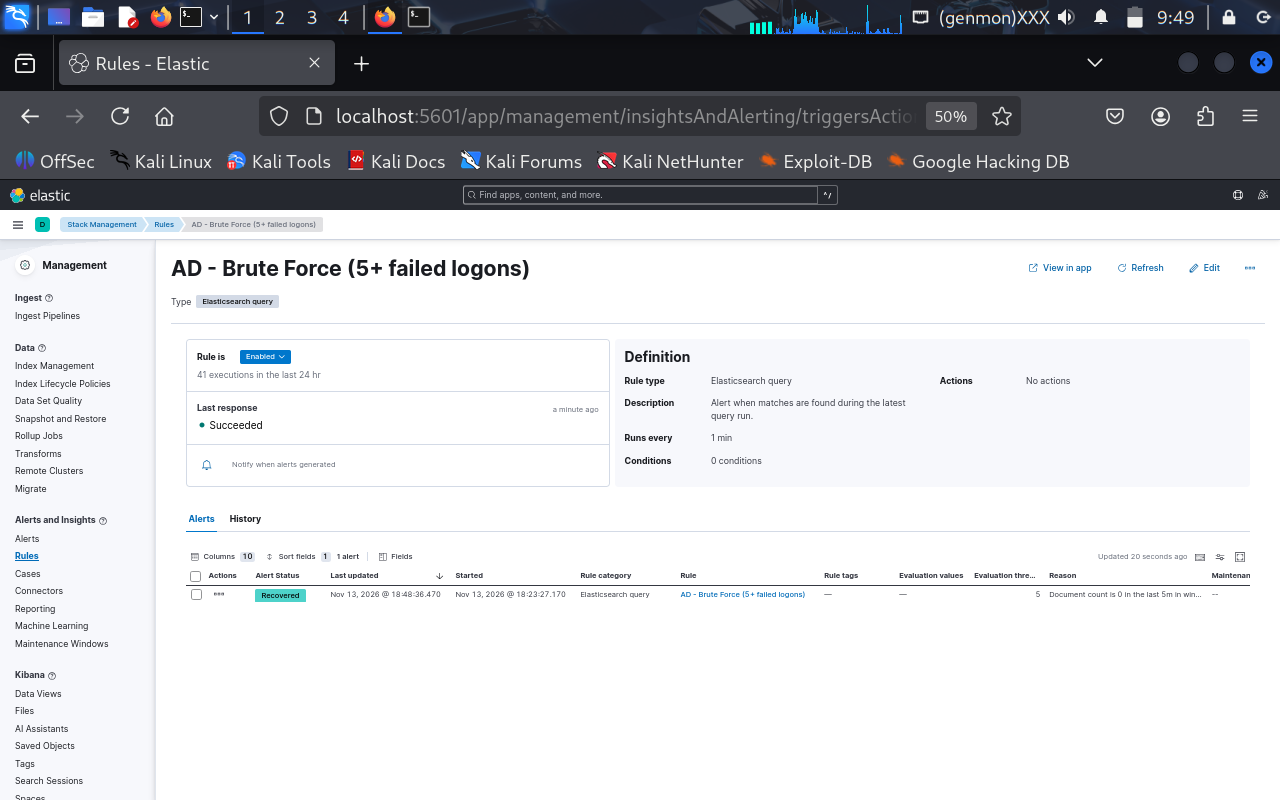 1 2 3 4 (genmon)XXX 9:49
Rules - Elastic
localhost:5601/app/management/insightsAndAlerting/triggersActio 50%
OffSec Kali Linux Kali Tools Kali Docs Kali Forums Kali NetHunter Exploit-DB Google Hacking DB
elastic Find apps, content, and more. ^/
D Stack Management Rules AD - Brute Force (5+ failed logons)
Management
Ingest
Ingest Pipelines
Data
Index Management
Index Lifecycle Policies
Data Set Quality
Snapshot and Restore
Rollup Jobs
Transforms
Remote Clusters
Migrate
Alerts and Insights
Alerts
Rules
Cases
Connectors
Reporting
Machine Learning
Maintenance Windows
Kibana
Data Views
Files
AI Assistants
Saved Objects
Tags
Search Sessions
Spaces
AD - Brute Force (5+ failed logons)
View in app Refresh Edit
Type Elasticsearch query
Rule is Enabled
41 executions in the last 24 hr
Last response a minute ago
Succeeded
Notify when alerts generated
Definition
Rule type Elasticsearch query Actions No actions
Description Alert when matches are found during the latest
query run.
Runs every 1 min
Conditions 0 conditions
Alerts History
Columns 10 Sort fields 1 1 alert Fields Updated 20 seconds ago
Actions Alert Status Last updated Started Rule category Rule Rule tags Evaluation values Evaluation thre... Reason Maintenan
Recovered Nov 13, 2026 @ 18:48:36.470 Nov 13, 2026 @ 18:23:27.170 Elasticsearch query AD - Brute Force (5+ failed logons) — — 5 Document count is 0 in the last 5m in win... --